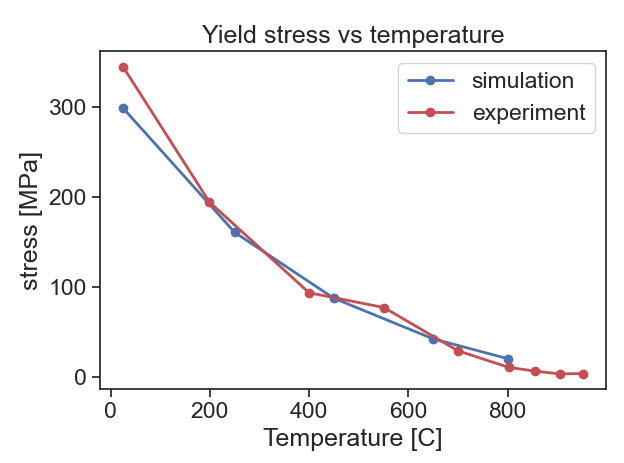 Yield stress vs temperature
simulation
experiment
stress [MPa]
300
200
100
0
0 200 400 600 800
Temperature [C]